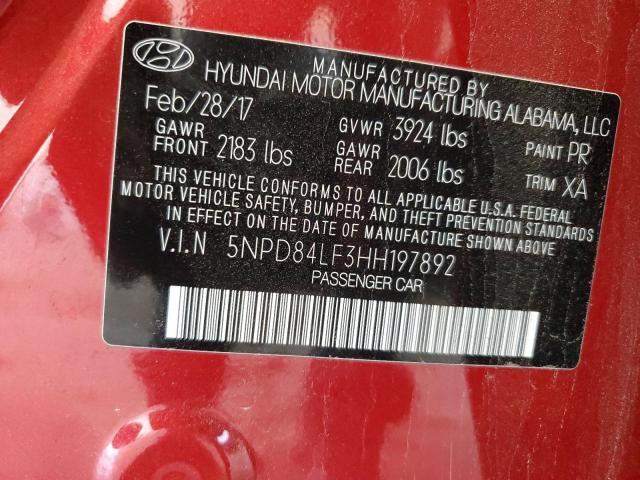 MANUFACTURED BY
HYUNDAI MOTOR MANUFACTURING ALABAMA, LLC
Feb/28/17 GVWR 3924 lbs PAINT PR
GAWR FRONT 2183 lbs GAWR REAR 2006 lbs TRIM XA
THIS VEHICLE CONFORMS TO ALL APPLICABLE U.S.A. FEDERAL
MOTOR VEHICLE SAFETY, BUMPER, AND THEFT PREVENTION STANDARDS
IN EFFECT ON THE DATE OF MANUFACTURE SHOWN ABOVE.
V.I.N 5NPD84LF3HH197892
PASSENGER CAR